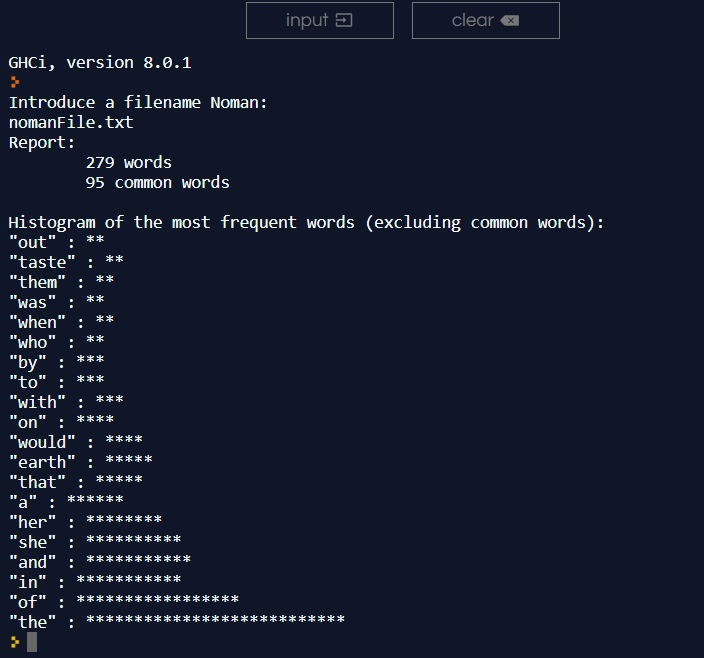 input
clear
GHCi, version 8.0.1
Introduce a filename Noman:
nomanFile.txt
Report:
279 words
95 common words
Histogram of the most frequent words (excluding common words):
"out" : **
"taste" : **
"them" : **
"was" : **
"when" : **
"who" : **
"by" : ***
"to" : ***
"with" : ***
"on" : ****
"would" : ****
"earth" : *****
"that" : *****
"a" : ******
"her" : ********
"she" : **********
"and" : ***********
"in" : ***********
"of" : *****************
"the" : ***************************